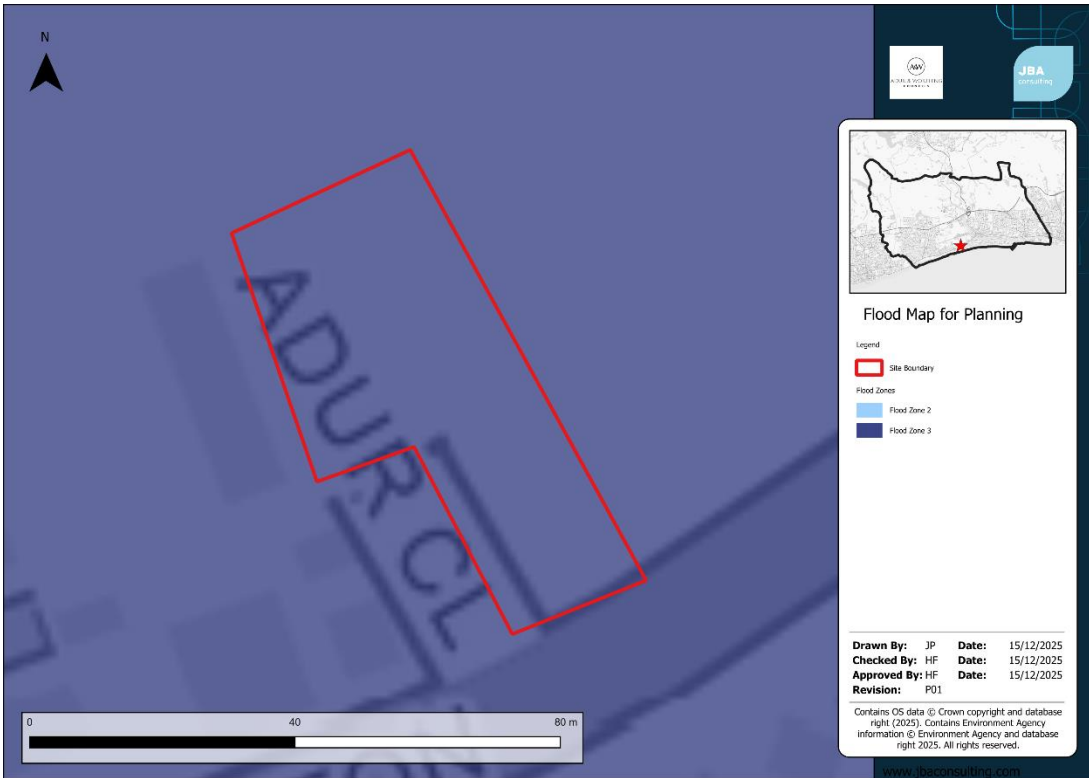 N
ADUR CL
0 40 80 m
A&W
ADUR & WORTHING
JBA
consulting
Flood Map for Planning
Legend
Site Boundary
Flood Zones
Flood Zone 2
Flood Zone 3
Drawn By: JP Date: 15/12/2025
Checked By: HF Date: 15/12/2025
Approved By: HF Date: 15/12/2025
Revision: P01
Contains OS data © Crown copyright and database
right (2025). Contains Environment Agency
information © Environment Agency and database
right 2025. All rights reserved.
www.jbaconsulting.com